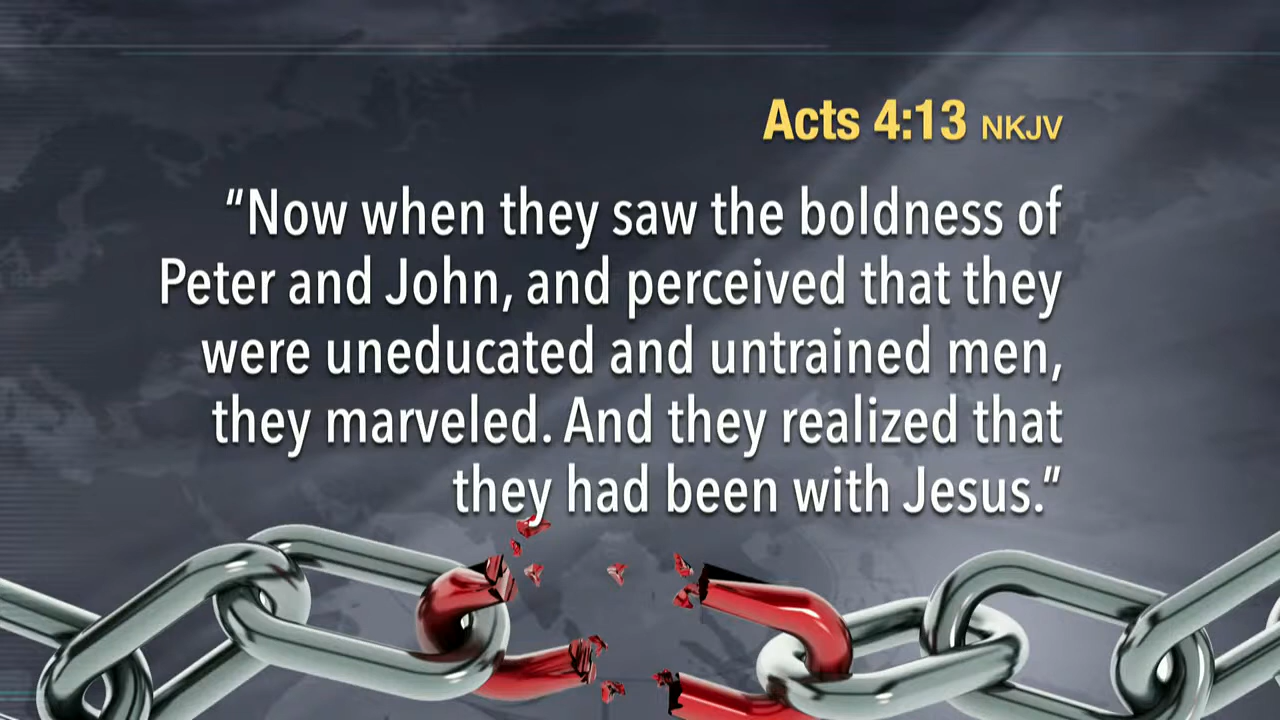 Acts 4:13 NKJV
“Now when they saw the boldness of
Peter and John, and perceived that they
were uneducated and untrained men,
they marveled. And they realized that
they had been with Jesus.”